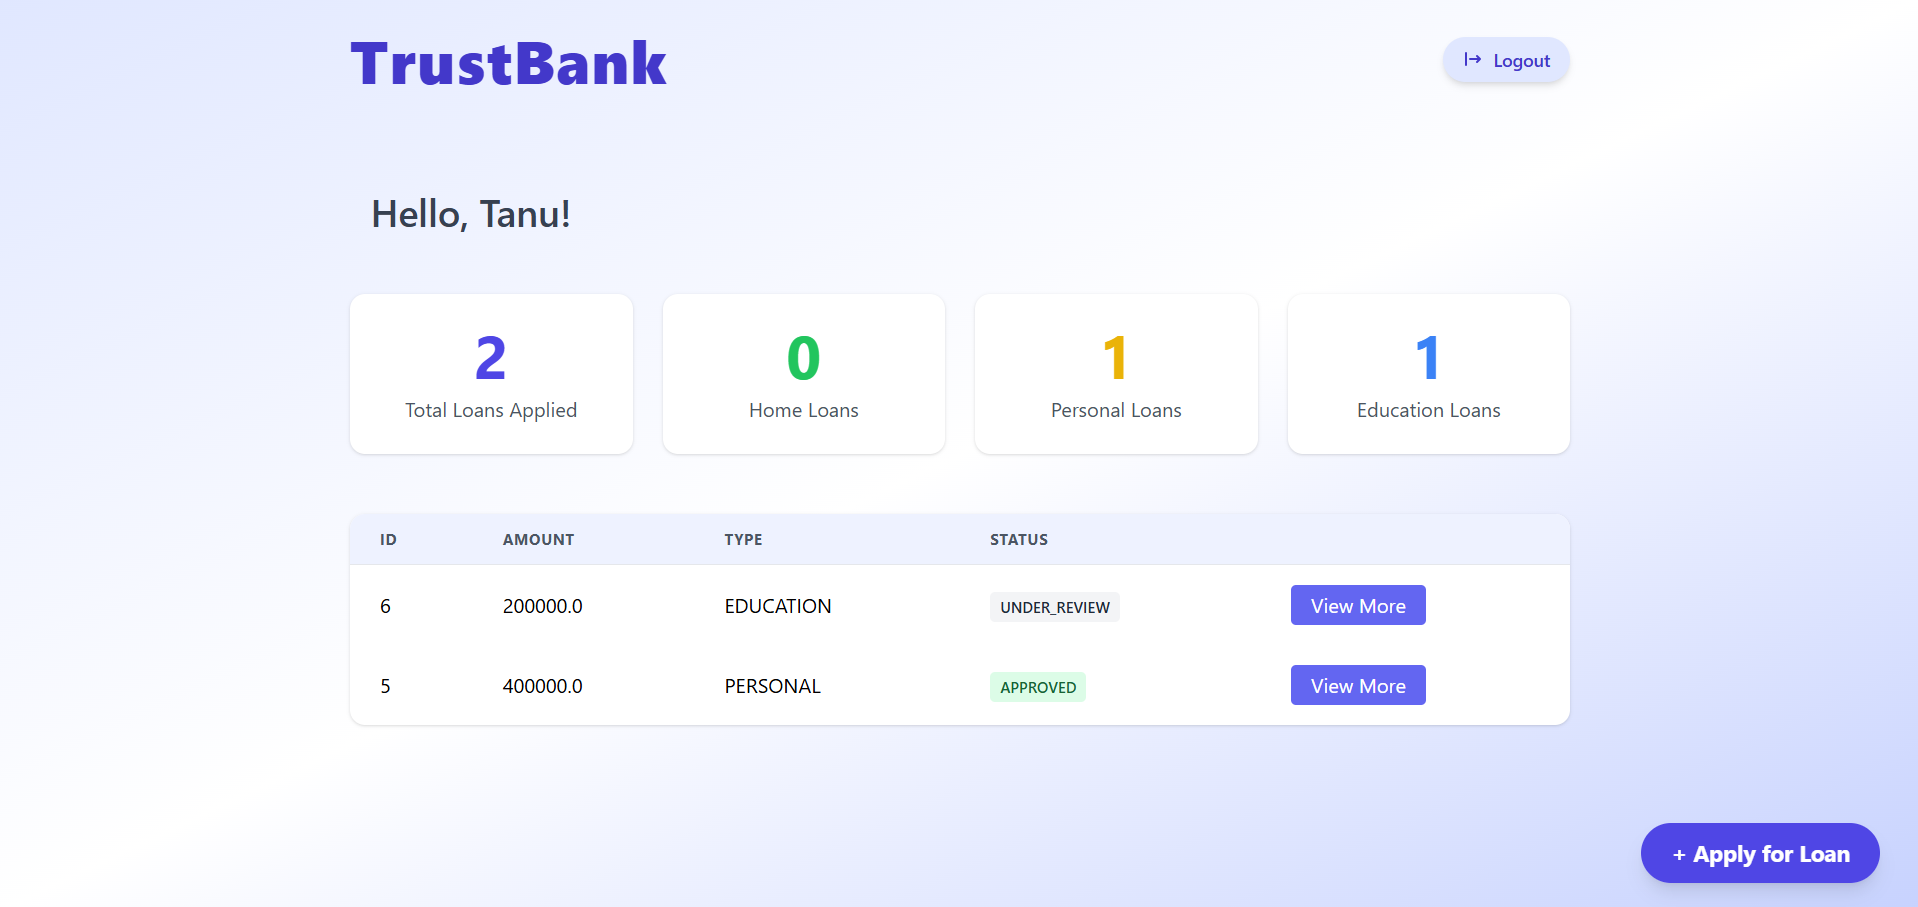 TrustBank
Logout
Hello, Tanu!
2
Total Loans Applied
0
Home Loans
1
Personal Loans
1
Education Loans
ID AMOUNT TYPE STATUS
6 200000.0 EDUCATION UNDER_REVIEW View More
5 400000.0 PERSONAL APPROVED View More
+ Apply for Loan